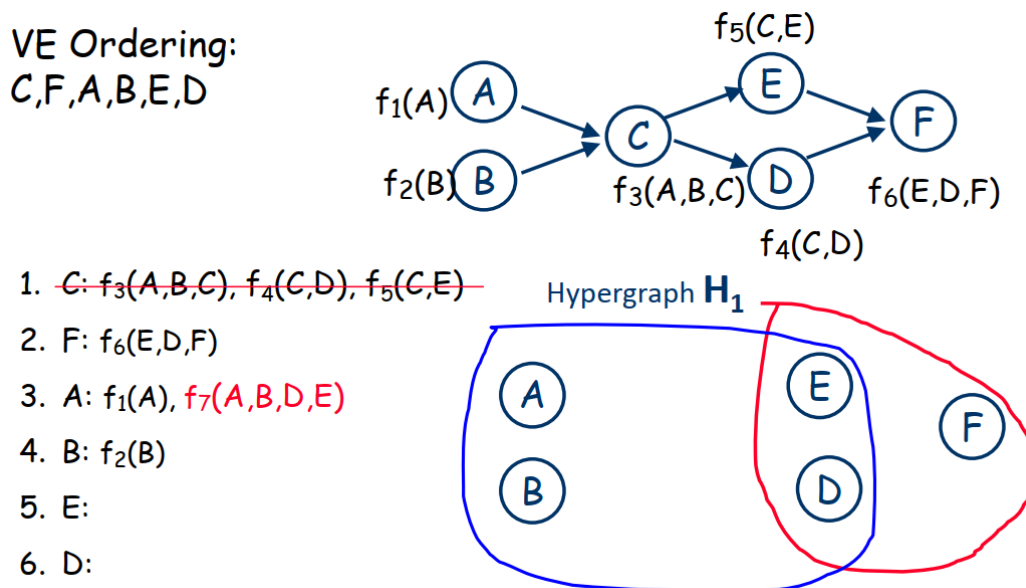 VE Ordering:
C,F,A,B,E,D
f5(C,E)
f1(A) A
E
F
C
f2(B) B
f3(A,B,C) D
f6(E,D,F)
f4(C,D)
1. C: f3(A,B,C), f4(C,D), f5(C,E)
2. F: f6(E,D,F)
3. A: f1(A), f7(A,B,D,E)
4. B: f2(B)
5. E:
6. D:
Hypergraph H1
A
E
F
B
D